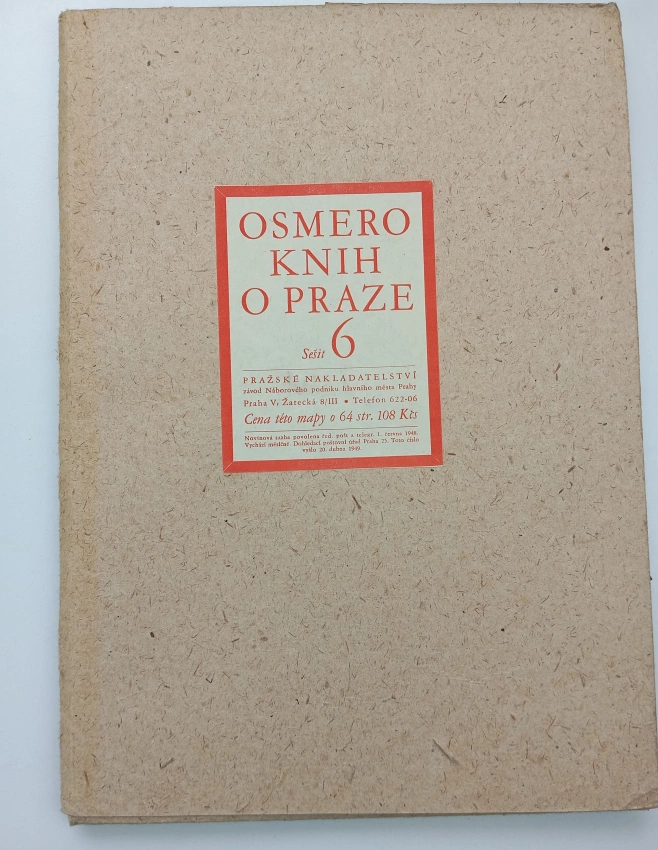 OSMERO
KNIH
O PRAZE
Sešit 6
PRAŽSKÉ NAKLADATELSTVÍ
závod Náborového podniku hlavního města Prahy
Praha V, Žatecká 8/III ▪ Telefon 622-06
Cena této mapy o 64 str. 108 Kčs
Novinová sazba povolena řed. pošt a telegr. 1. června 1948.
Vychází měsíčně. Dohlédací poštovní úřad Praha 25. Toto číslo
vyšlo 20. dubna 1949.